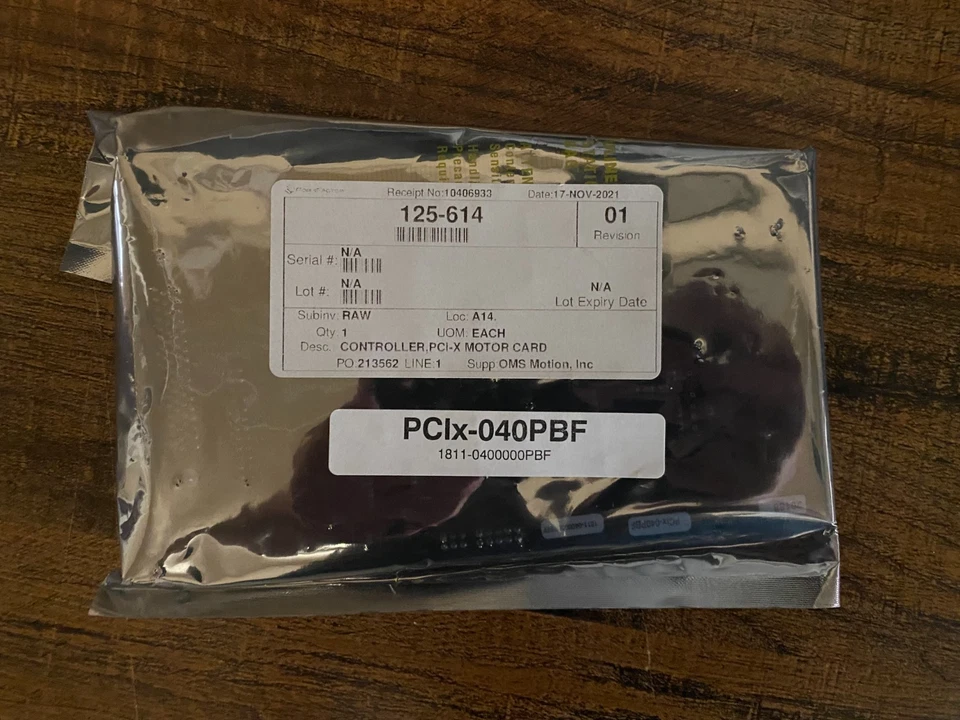 Receipt No:10406933 Date:17-NOV-2021
125-614
01
Revision
Serial #: N/A
Lot #: N/A
N/A
Lot Expiry Date
Subinv: RAW Loc: A14.
Qty: 1 UOM: EACH
Desc. CONTROLLER,PCI-X MOTOR CARD
PO 213562 LINE:1 Supp OMS Motion, Inc
PCIx-040PBF
1811-0400000PBF
PCIx-040PBF